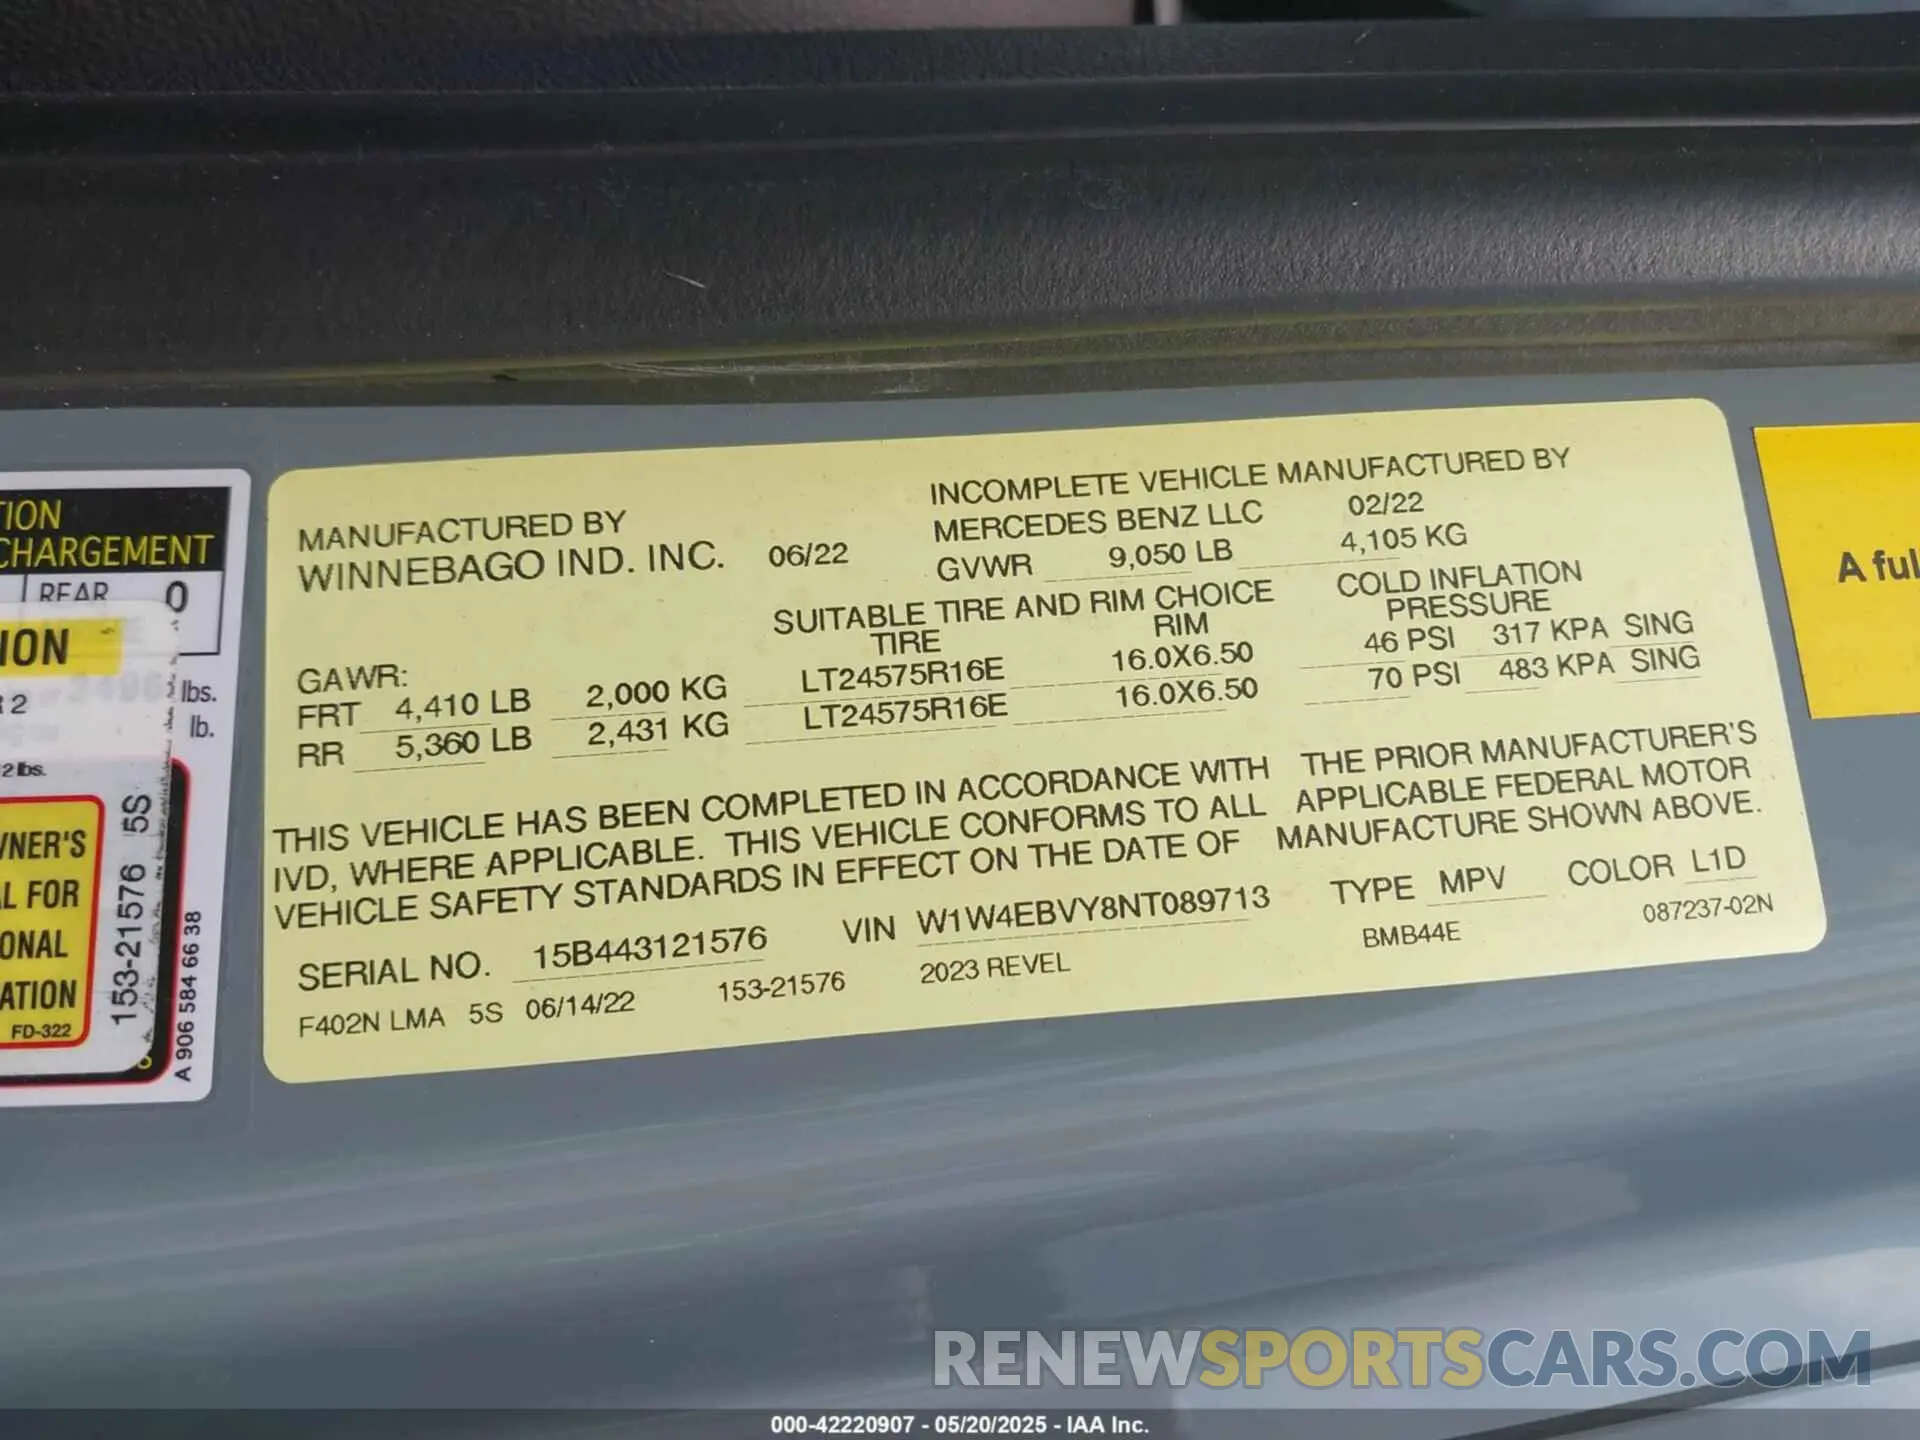 TION
CHARGEMENT
REAR 0
ION
R 2
lbs.
lb.
2 lbs.
WNER'S
AL FOR
ONAL
ATION
FD-322
153-21576 5S
A 906 584 66 38
MANUFACTURED BY
WINNEBAGO IND. INC. 06/22
INCOMPLETE VEHICLE MANUFACTURED BY
MERCEDES BENZ LLC 02/22
GVWR 9,050 LB 4,105 KG
SUITABLE TIRE AND RIM CHOICE COLD INFLATION
TIRE RIM PRESSURE
GAWR:
FRT 4,410 LB 2,000 KG LT24575R16E 16.0X6.50 46 PSI 317 KPA SING
RR 5,360 LB 2,431 KG LT24575R16E 16.0X6.50 70 PSI 483 KPA SING
THIS VEHICLE HAS BEEN COMPLETED IN ACCORDANCE WITH THE PRIOR MANUFACTURER'S
IVD, WHERE APPLICABLE. THIS VEHICLE CONFORMS TO ALL APPLICABLE FEDERAL MOTOR
VEHICLE SAFETY STANDARDS IN EFFECT ON THE DATE OF MANUFACTURE SHOWN ABOVE.
SERIAL NO. 15B443121576 VIN W1W4EBVY8NT089713 TYPE MPV COLOR L1D
F402N LMA 5S 06/14/22 153-21576 2023 REVEL BMB44E 087237-02N
A ful
RENEWSPORTSCARS.COM
000-42220907 - 05/20/2025 - IAA Inc.